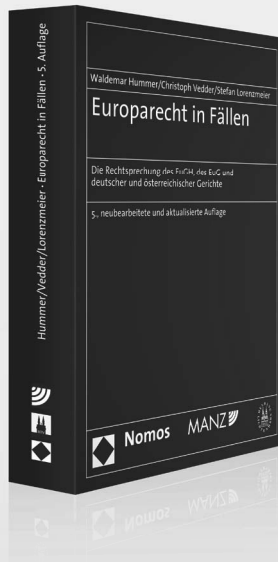 Hummer/Vedder/Lorenzmeier · Europarecht in Fällen · 5. Auflage
Waldemar Hummer/Christoph Vedder/Stefan Lorenzmeier
Europarecht in Fällen
Die Rechtsprechung des EuGH, des EuG und
deutscher und österreichischer Gerichte
5., neubearbeitete und aktualisierte Auflage
Nomos
MANZ